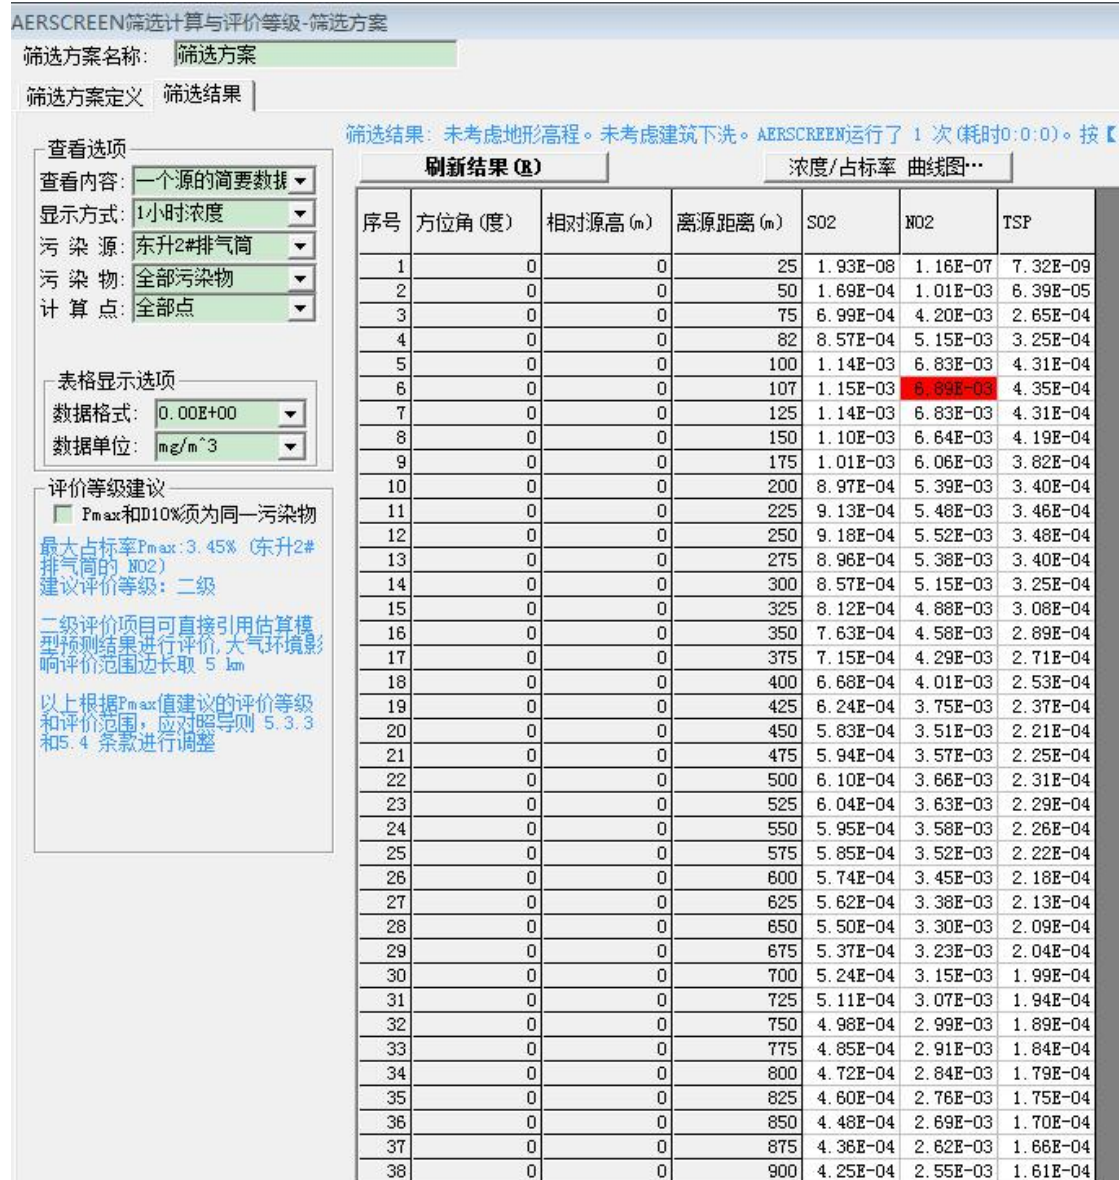 AERSCREEN筛选计算与评价等级-筛选方案
筛选方案名称: 筛选方案
筛选方案定义 筛选结果
筛选结果: 未考虑地形高程。未考虑建筑下洗。AERSCREEN运行了 1 次(耗时0:0:0)。按【
查看选项
查看内容: 一个源的简要数据
显示方式: 1小时浓度
污 染 源: 东升2#排气筒
污 染 物: 全部污染物
计 算 点: 全部点
表格显示选项
数据格式: 0.00E+00
数据单位: mg/m^3
评价等级建议
Pmax和D10%须为同一污染物
最大占标率Pmax:3.45% (东升2#
排气筒的 NO2)
建议评价等级: 二级
二级评价项目可直接引用估算模
型预测结果进行评价,大气环境影
响评价范围边长取 5 km
以上根据Pmax值建议的评价等级
和评价范围，应对照导则 5.3.3
和5.4 条款进行调整
刷新结果(R) 浓度/占标率 曲线图…
序号 方位角(度) 相对源高(m) 离源距离(m) SO2 NO2 TSP
1 0 0 25 1.93E-08 1.16E-07 7.32E-09
2 0 0 50 1.69E-04 1.01E-03 6.39E-05
3 0 0 75 6.99E-04 4.20E-03 2.65E-04
4 0 0 82 8.57E-04 5.15E-03 3.25E-04
5 0 0 100 1.14E-03 6.83E-03 4.31E-04
6 0 0 107 1.15E-03 6.89E-03 4.35E-04
7 0 0 125 1.14E-03 6.83E-03 4.31E-04
8 0 0 150 1.10E-03 6.64E-03 4.19E-04
9 0 0 175 1.01E-03 6.06E-03 3.82E-04
10 0 0 200 8.97E-04 5.39E-03 3.40E-04
11 0 0 225 9.13E-04 5.48E-03 3.46E-04
12 0 0 250 9.18E-04 5.52E-03 3.48E-04
13 0 0 275 8.96E-04 5.38E-03 3.40E-04
14 0 0 300 8.57E-04 5.15E-03 3.25E-04
15 0 0 325 8.12E-04 4.88E-03 3.08E-04
16 0 0 350 7.63E-04 4.58E-03 2.89E-04
17 0 0 375 7.15E-04 4.29E-03 2.71E-04
18 0 0 400 6.68E-04 4.01E-03 2.53E-04
19 0 0 425 6.24E-04 3.75E-03 2.37E-04
20 0 0 450 5.83E-04 3.51E-03 2.21E-04
21 0 0 475 5.94E-04 3.57E-03 2.25E-04
22 0 0 500 6.10E-04 3.66E-03 2.31E-04
23 0 0 525 6.04E-04 3.63E-03 2.29E-04
24 0 0 550 5.95E-04 3.58E-03 2.26E-04
25 0 0 575 5.85E-04 3.52E-03 2.22E-04
26 0 0 600 5.74E-04 3.45E-03 2.18E-04
27 0 0 625 5.62E-04 3.38E-03 2.13E-04
28 0 0 650 5.50E-04 3.30E-03 2.09E-04
29 0 0 675 5.37E-04 3.23E-03 2.04E-04
30 0 0 700 5.24E-04 3.15E-03 1.99E-04
31 0 0 725 5.11E-04 3.07E-03 1.94E-04
32 0 0 750 4.98E-04 2.99E-03 1.89E-04
33 0 0 775 4.85E-04 2.91E-03 1.84E-04
34 0 0 800 4.72E-04 2.84E-03 1.79E-04
35 0 0 825 4.60E-04 2.76E-03 1.75E-04
36 0 0 850 4.48E-04 2.69E-03 1.70E-04
37 0 0 875 4.36E-04 2.62E-03 1.66E-04
38 0 0 900 4.25E-04 2.55E-03 1.61E-04